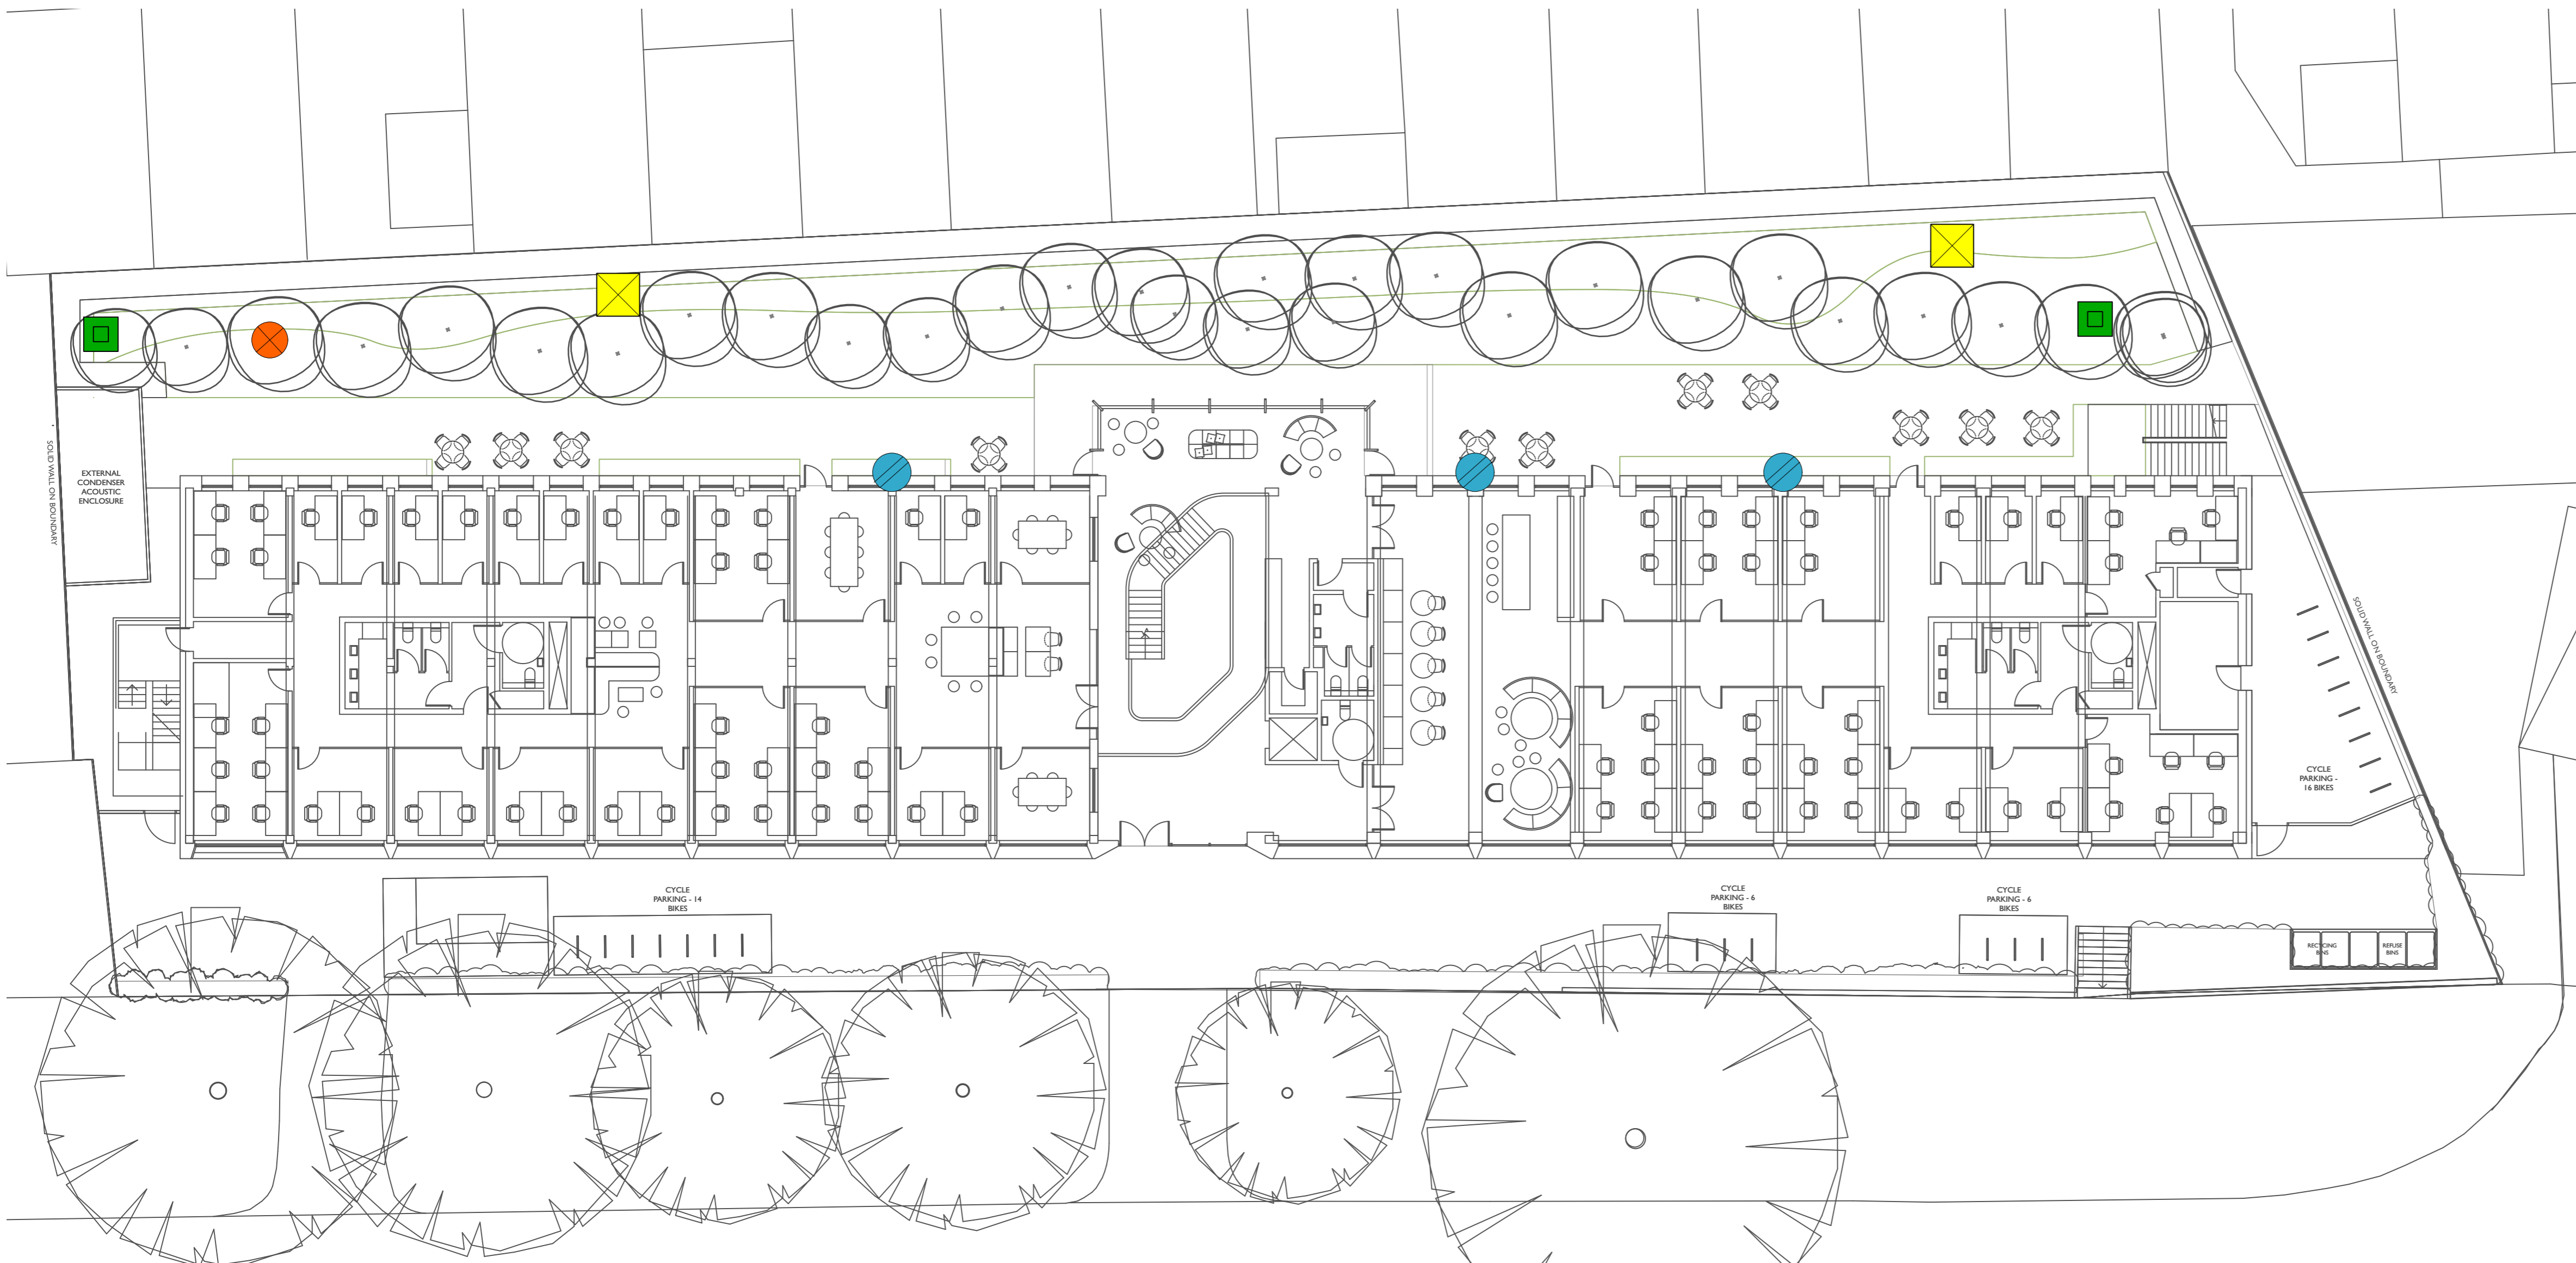 SOLID WALL ON BOUNDARY
EXTERNAL
CONDENSER
ACOUSTIC
ENCLOSURE
SOLID WALL ON BOUNDARY
CYCLE
PARKING -
16 BIKES
CYCLE
PARKING - 14
BIKES
CYCLE
PARKING - 6
BIKES
CYCLE
PARKING - 6
BIKES
RECYCING
BINS
REFUSE
BINS